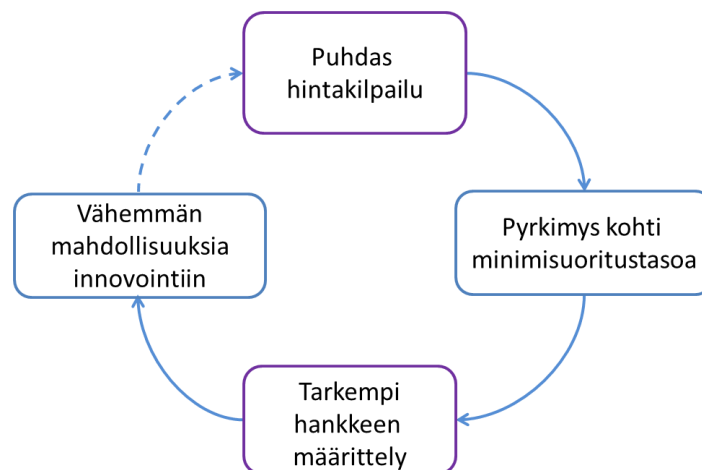 Puhdas
hintakilpailu
Pyrkimys kohti
minimisuoritustasoa
Tarkempi
hankkeen
määrittely
Vähemmän
mahdollisuuksia
innovointiin